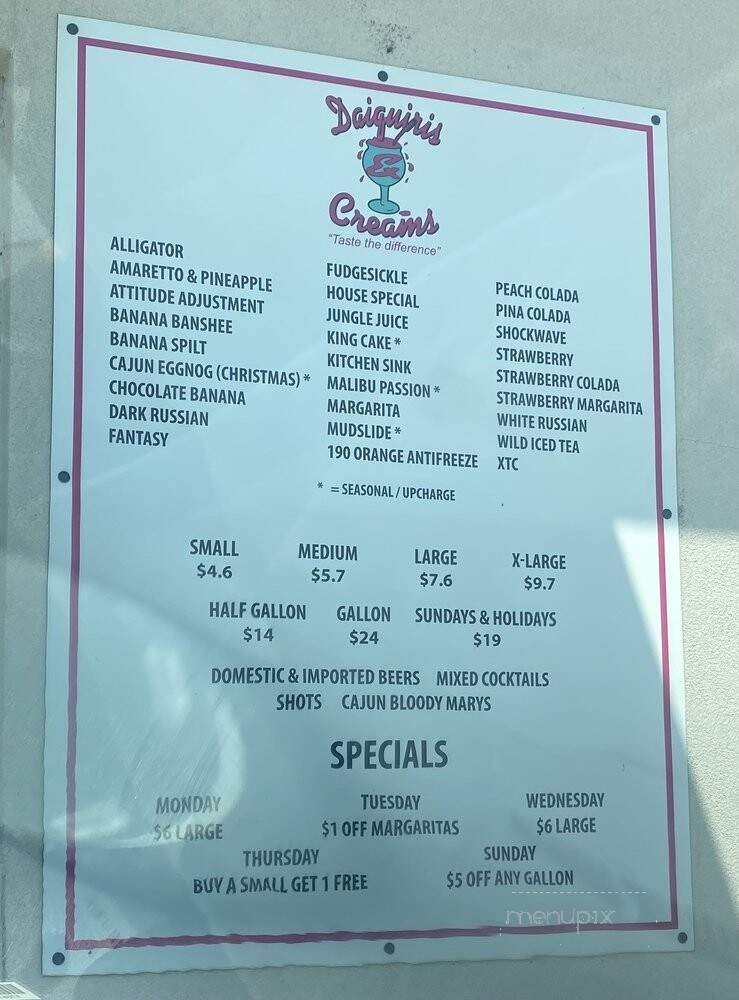 Daiquiris
&
Creams
"Taste the difference"
ALLIGATOR
AMARETTO & PINEAPPLE
ATTITUDE ADJUSTMENT
BANANA BANSHEE
BANANA SPILT
CAJUN EGGNOG (CHRISTMAS) *
CHOCOLATE BANANA
DARK RUSSIAN
FANTASY
FUDGESICKLE
HOUSE SPECIAL
JUNGLE JUICE
KING CAKE *
KITCHEN SINK
MALIBU PASSION *
MARGARITA
MUDSLIDE *
190 ORANGE ANTIFREEZE
PEACH COLADA
PINA COLADA
SHOCKWAVE
STRAWBERRY
STRAWBERRY COLADA
STRAWBERRY MARGARITA
WHITE RUSSIAN
WILD ICED TEA
XTC
* = SEASONAL / UPCHARGE
SMALL MEDIUM LARGE X-LARGE
$4.6 $5.7 $7.6 $9.7
HALF GALLON GALLON SUNDAYS & HOLIDAYS
$14 $24 $19
DOMESTIC & IMPORTED BEERS MIXED COCKTAILS
SHOTS CAJUN BLOODY MARYS
SPECIALS
MONDAY TUESDAY WEDNESDAY
$6 LARGE $1 OFF MARGARITAS $6 LARGE
THURSDAY SUNDAY
BUY A SMALL GET 1 FREE $5 OFF ANY GALLON
menupix